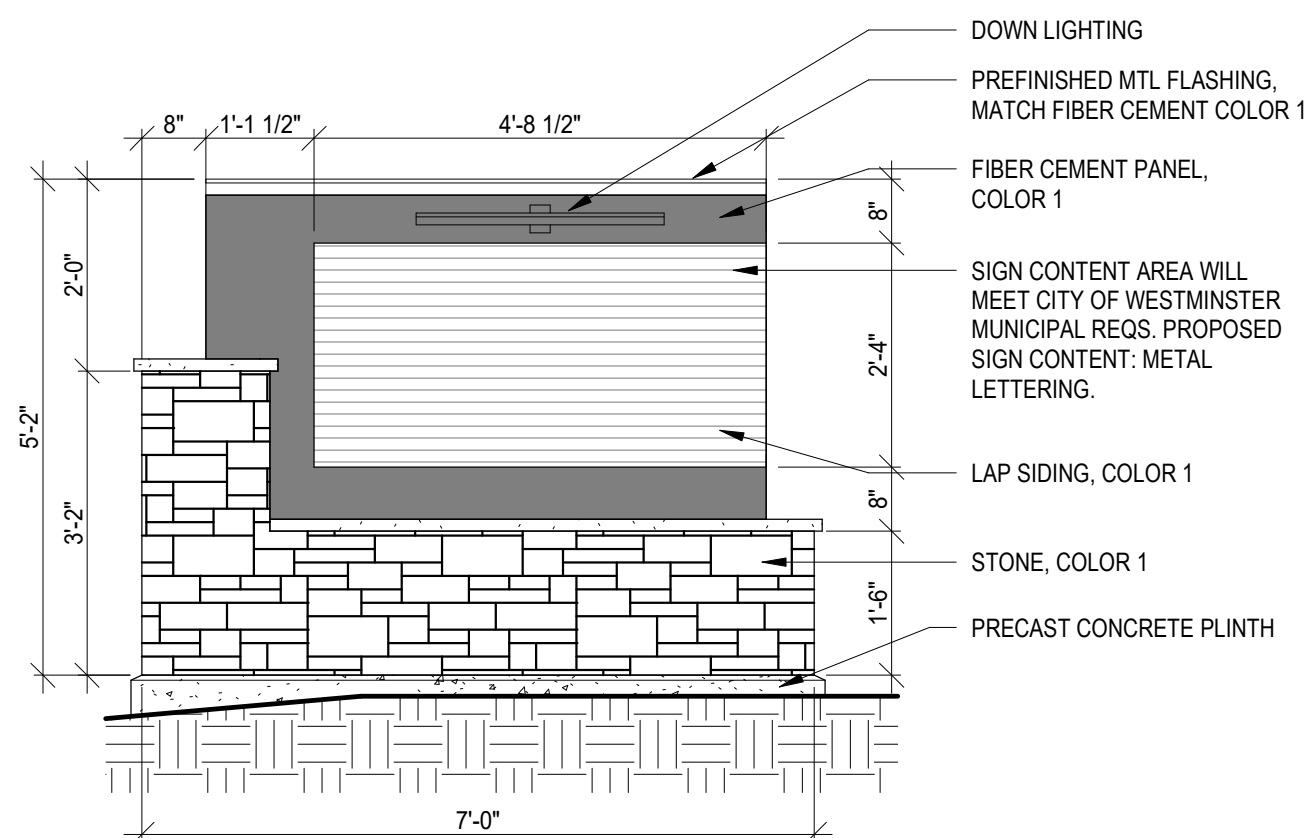 DOWN LIGHTING
PREFINISHED MTL FLASHING,
MATCH FIBER CEMENT COLOR 1
8"
1'-1 1/2"
4'-8 1/2"
FIBER CEMENT PANEL,
COLOR 1
8"
SIGN CONTENT AREA WILL
MEET CITY OF WESTMINSTER
MUNICIPAL REQS. PROPOSED
SIGN CONTENT: METAL
LETTERING.
2'-0"
2'-4"
5'-2"
LAP SIDING, COLOR 1
8"
3'-2"
STONE, COLOR 1
1'-6"
PRECAST CONCRETE PLINTH
7'-0"